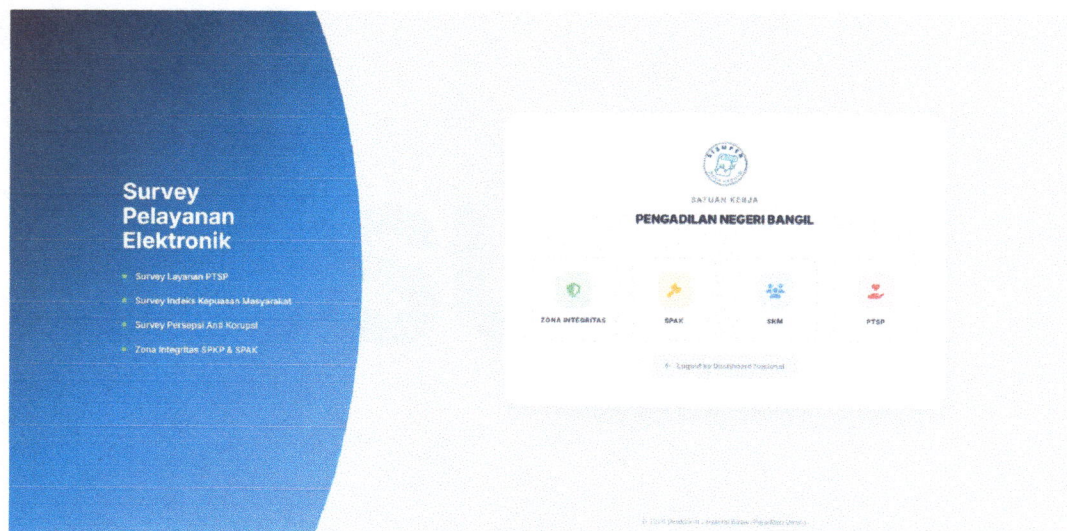 Survey
Pelayanan
Elektronik
Survey Layanan PTSP
Survey Indeks Kepuasan Masyarakat
Survey Persepsi Anti Korupsi
Zona Integritas SPKP & SPAK
SATUAN KERJA
PENGADILAN NEGERI BANGIL
ZONA INTEGRITAS
SPAK
SKM
PTSP